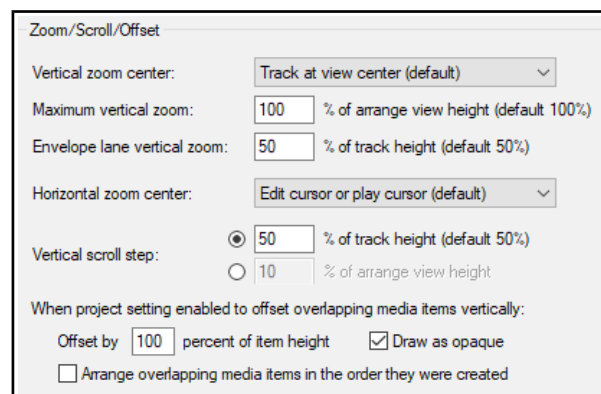 Zoom/Scroll/Offset
Vertical zoom center: Track at view center (default)
Maximum vertical zoom: 100 % of arrange view height (default 100%)
Envelope lane vertical zoom: 50 % of track height (default 50%)
Horizontal zoom center: Edit cursor or play cursor (default)
Vertical scroll step: 50 % of track height (default 50%)
10 % of arrange view height
When project setting enabled to offset overlapping media items vertically:
Offset by 100 percent of item height Draw as opaque
Arrange overlapping media items in the order they were created